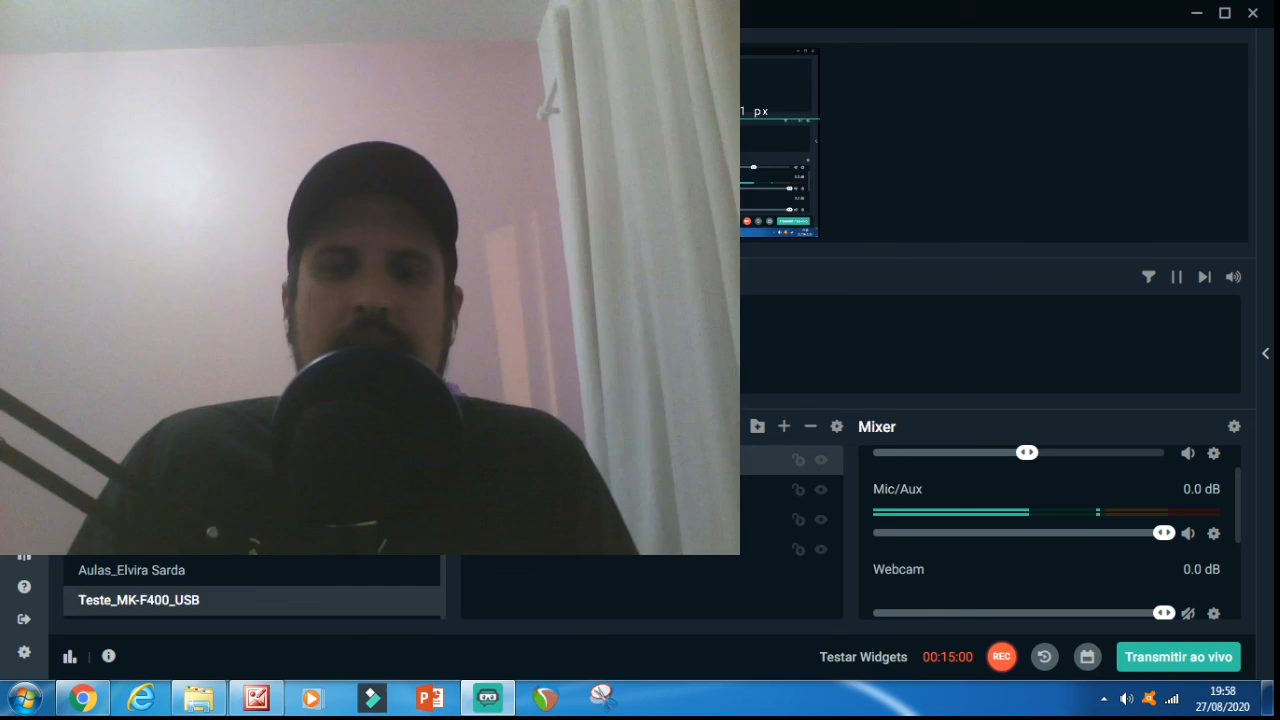 1 px
Mixer
Mic/Aux 0.0 dB
Webcam 0.0 dB
Aulas_Elvira Sarda
Teste_MK-F400_USB
Testar Widgets 00:15:00 REC Transmitir ao vivo
19:58
27/08/2020